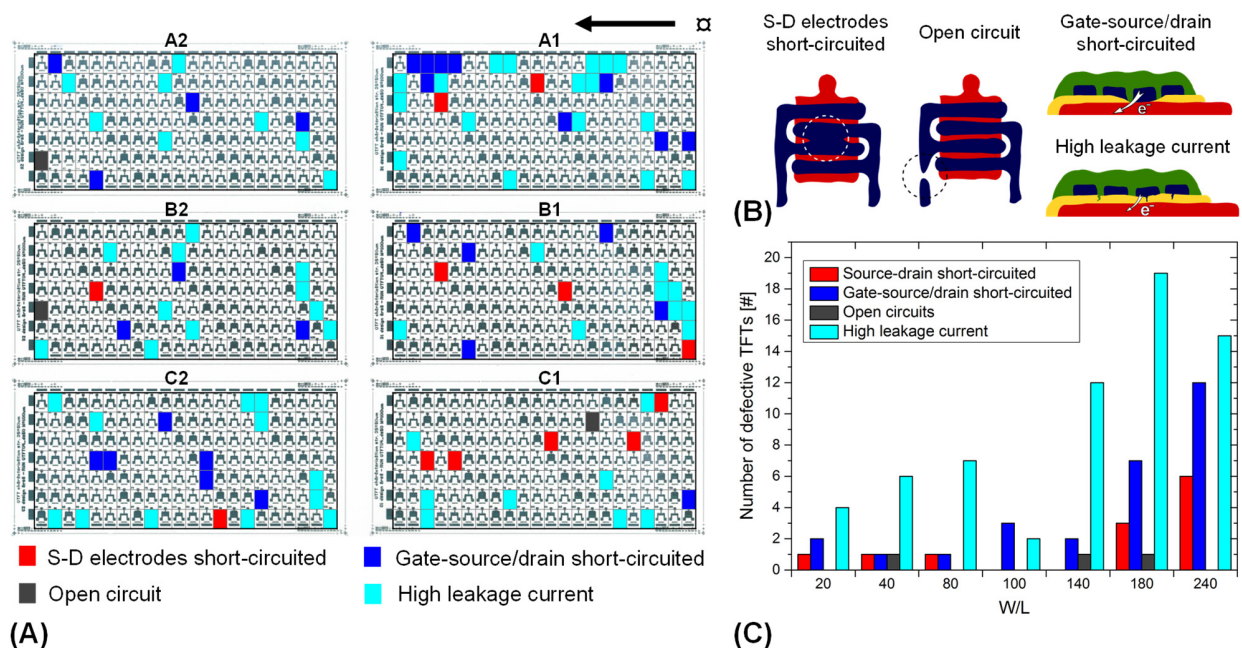 A2
A1
¤
B2
B1
C2
C1
S-D electrodes short-circuited
Gate-source/drain short-circuited
Open circuit
High leakage current
(A)
S-D electrodes
short-circuited
Open circuit
Gate-source/drain
short-circuited
e⁻
High leakage current
e⁻
(B)
Number of defective TFTs [#]
20
18
16
14
12
10
8
6
4
2
0
Source-drain short-circuited
Gate-source/drain short-circuited
Open circuits
High leakage current
20 40 80 100 140 180 240
W/L
(C)